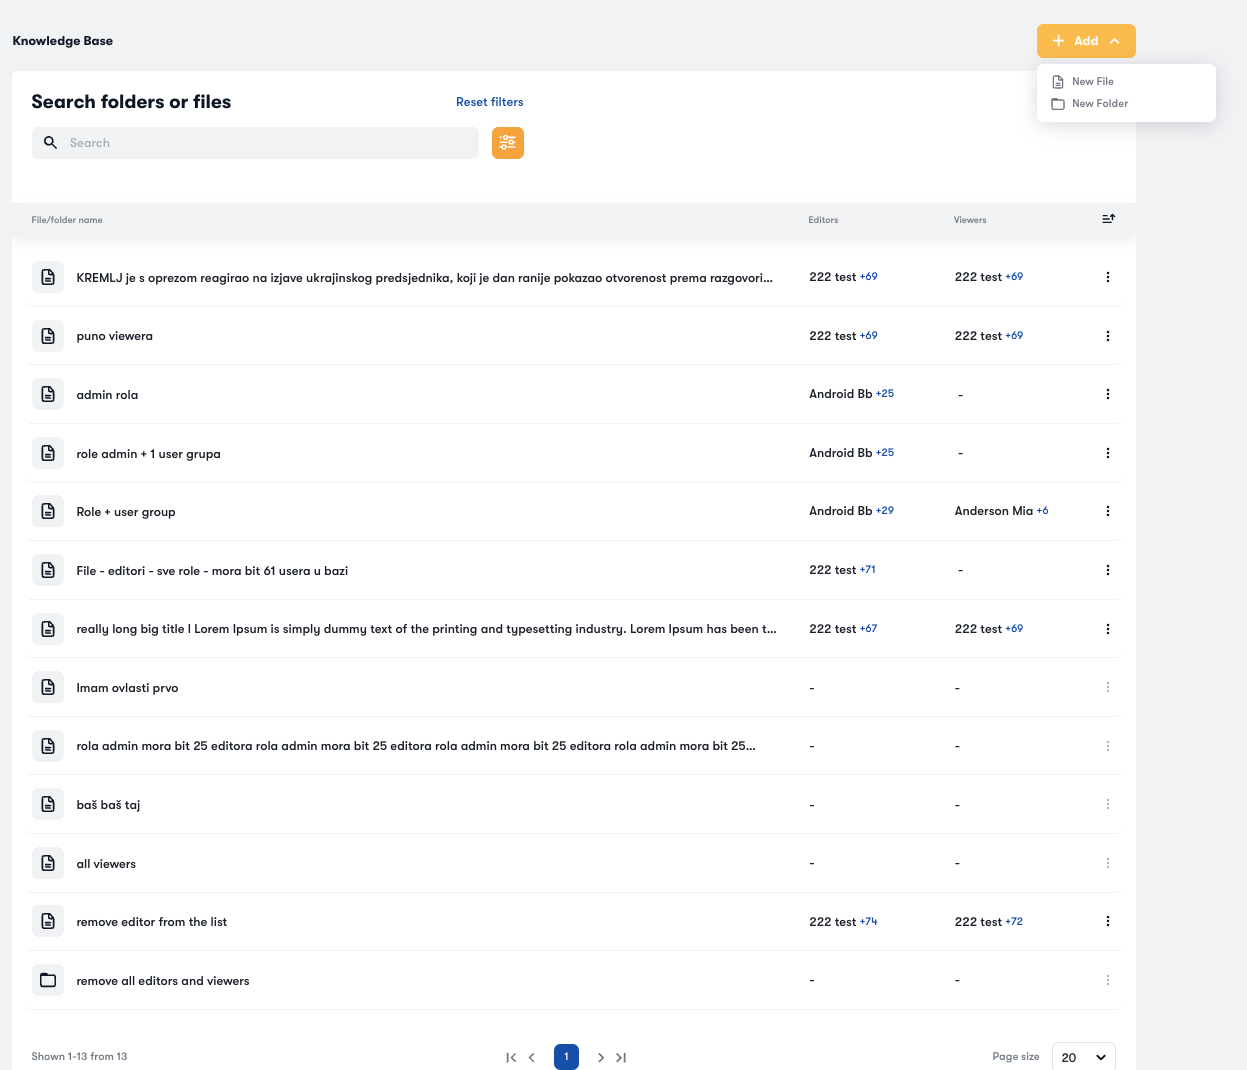 Knowledge Base
Add
New File
New Folder
Search folders or files
Reset filters
Search
File/folder name Editors Viewers
KREMLJ je s oprezom reagirao na izjave ukrajinskog predsjednika, koji je dan ranije pokazao otvorenost prema razgovori... 222 test +69 222 test +69
puno viewera 222 test +69 222 test +69
admin rola Android Bb +25 -
role admin + 1 user grupa Android Bb +25 -
Role + user group Android Bb +29 Anderson Mia +6
File - editori - sve role - mora bit 61 usera u bazi 222 test +71 -
really long big title I Lorem Ipsum is simply dummy text of the printing and typesetting industry. Lorem Ipsum has been t... 222 test +67 222 test +69
Imam ovlasti prvo - -
rola admin mora bit 25 editora rola admin mora bit 25 editora rola admin mora bit 25 editora rola admin mora bit 25... - -
baš baš taj - -
all viewers - -
remove editor from the list 222 test +74 222 test +72
remove all editors and viewers - -
Shown 1-13 from 13 1 Page size 20